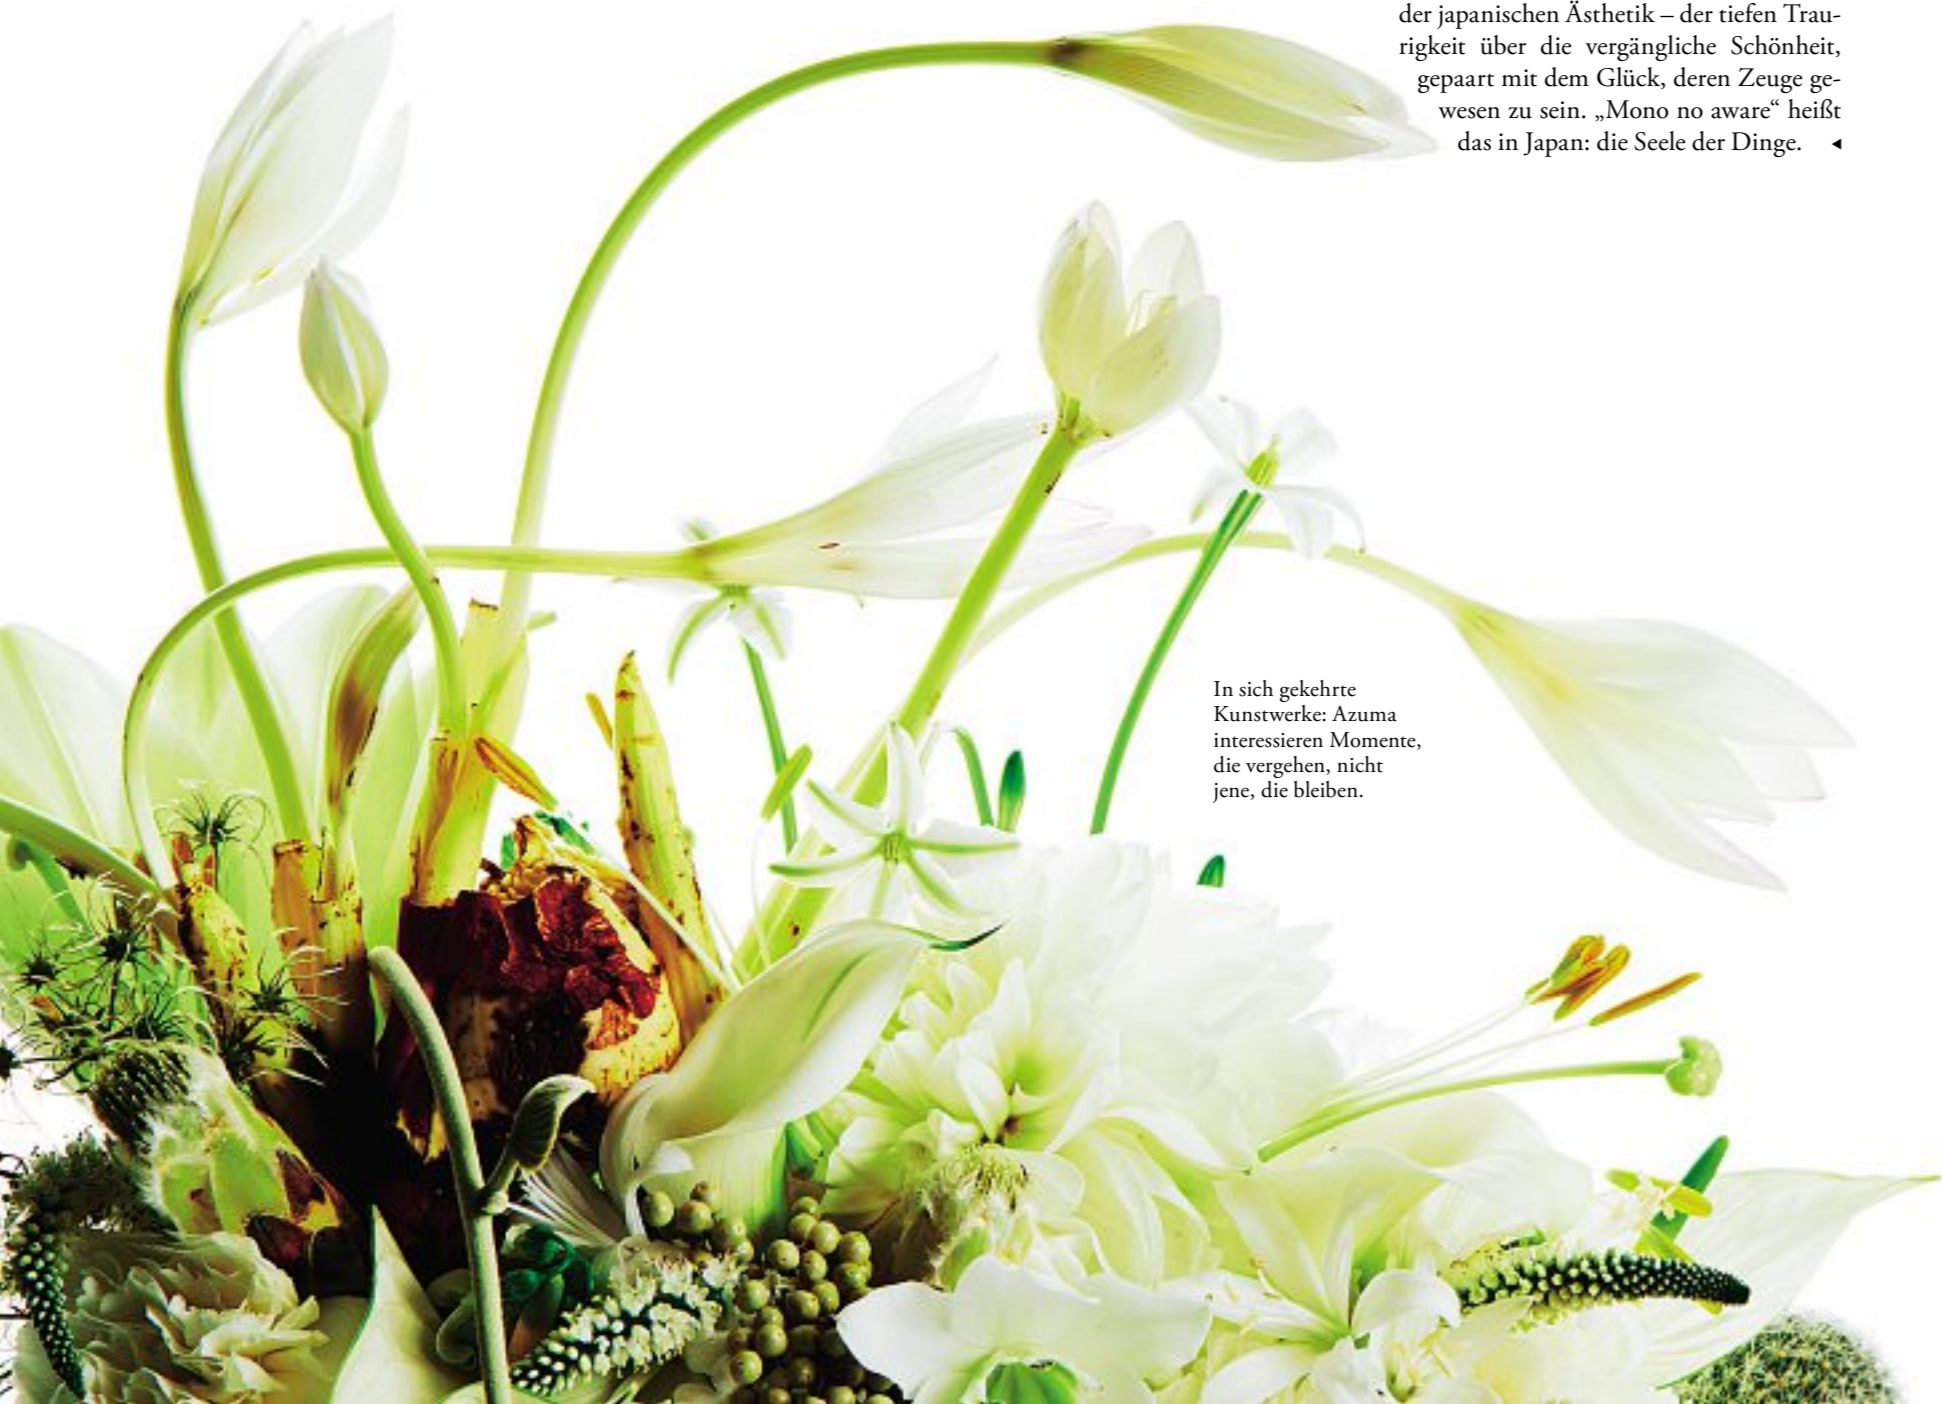 der japanischen Ästhetik – der tiefen Trau-
rigkeit über die vergängliche Schönheit,
gepaart mit dem Glück, deren Zeuge ge-
wesen zu sein. „Mono no aware“ heißt
das in Japan: die Seele der Dinge. ◄
In sich gekehrte
Kunstwerke: Azuma
interessieren Momente,
die vergehen, nicht
jene, die bleiben.